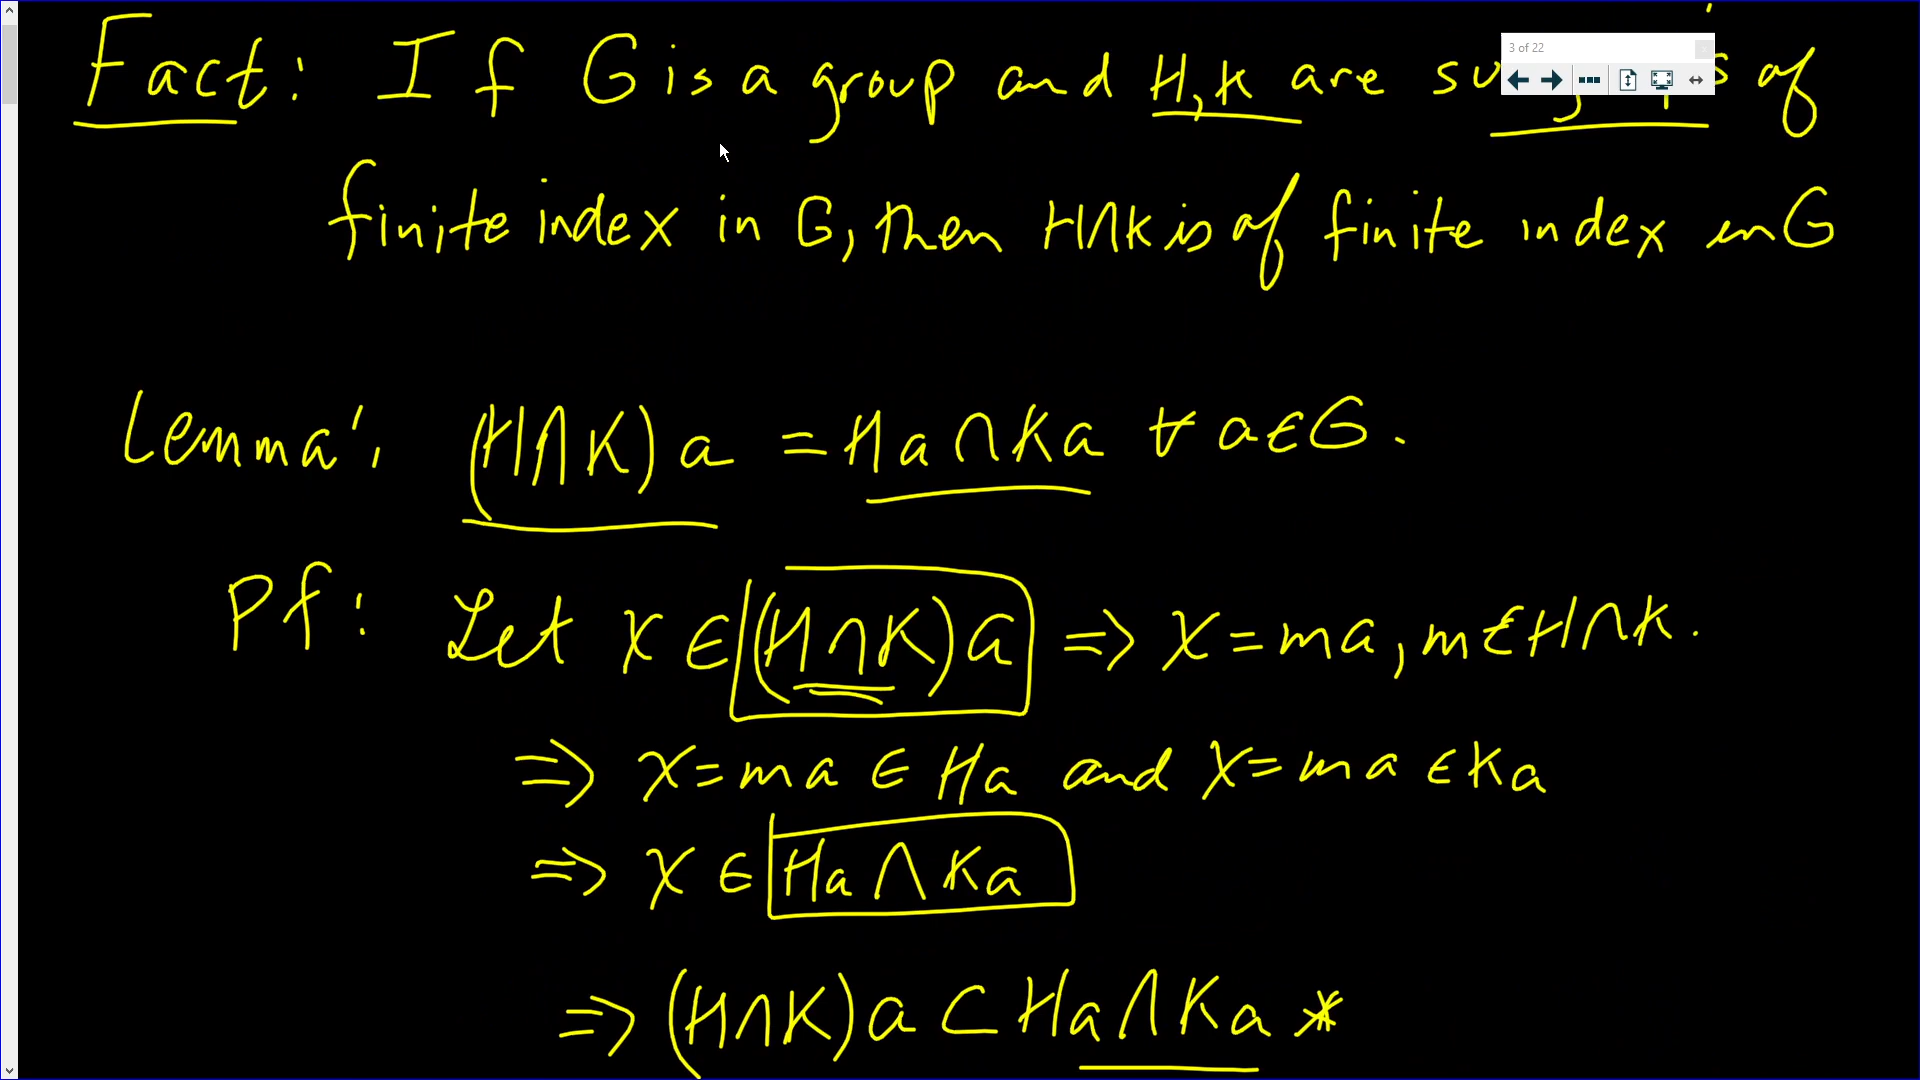 3 of 22
Fact: If G is a group and H, K are of
finite index in G, then H∩K is of finite index in G
Lemma: (H∩K)a = Ha∩Ka ∀ a∈G.
Pf: Let x ∈ (H∩K)a => x = ma, m∈H∩K.
=> x = ma ∈ Ha and x = ma ∈ Ka
=> x ∈ Ha∩Ka
=> (H∩K)a ⊂ Ha∩Ka *